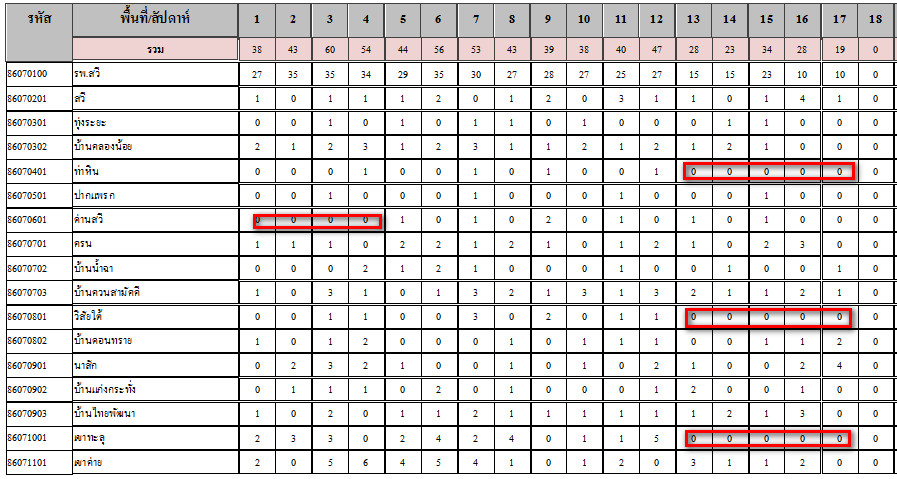 รหัส พื้นที่/สัปดาห์ 1 2 3 4 5 6 7 8 9 10 11 12 13 14 15 16 17 18
รวม 38 43 60 54 44 56 53 43 39 38 40 47 28 23 34 28 19 0
86070100 รพ.สวี 27 35 35 34 29 35 30 27 28 27 25 27 15 15 23 10 10 0
86070201 สวี 1 0 1 1 1 2 0 1 2 0 3 1 1 0 1 4 1 0
86070301 ทุ่งระยะ 0 0 1 0 1 0 1 1 0 1 0 0 0 1 1 0 0 0
86070302 บ้านคลองน้อย 2 1 2 3 1 2 3 1 1 2 1 2 1 2 1 0 0 0
86070401 ท่าหิน 0 0 0 1 0 0 1 0 1 0 0 1 0 0 0 0 0 0
86070501 ปากแพรก 0 0 1 0 0 0 1 0 0 0 1 0 0 0 1 0 0 0
86070601 ด่านสวี 0 0 0 0 1 0 1 0 2 0 1 0 1 0 1 0 0 0
86070701 ครน 1 1 1 0 2 2 1 2 1 0 1 2 1 0 2 3 0 0
86070702 บ้านน้ำฉา 0 0 0 2 1 2 1 0 0 0 1 0 0 1 0 0 1 0
86070703 บ้านควนสามัคคี 1 0 3 1 0 1 3 2 1 3 1 3 2 1 1 2 1 0
86070801 วิสัยใต้ 0 0 1 1 0 0 3 0 2 0 1 1 0 0 0 0 0 0
86070802 บ้านดอนทราย 1 0 1 2 0 0 0 1 0 1 1 1 0 0 1 1 2 0
86070901 นาสัก 0 2 3 2 1 0 0 1 0 1 0 2 1 0 0 2 4 0
86070902 บ้านแก่งกระทั่ง 0 1 1 1 0 2 0 1 0 0 0 1 2 0 0 1 0 0
86070903 บ้านไทยพัฒนา 1 0 2 0 1 1 2 1 1 1 1 1 1 2 1 3 0 0
86071001 เขาทะลุ 2 3 3 0 2 4 2 4 0 1 1 5 0 0 0 0 0 0
86071101 เขาค่าย 2 0 5 6 4 5 4 1 0 1 2 0 3 1 1 2 0 0